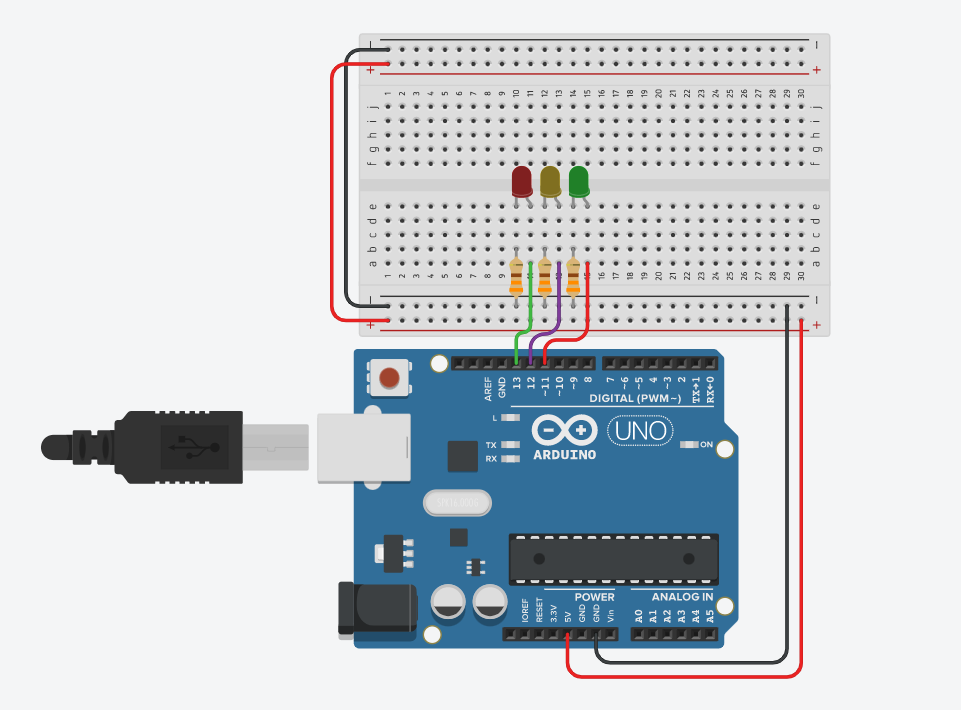 − −
+ +
1 2 3 4 5 6 7 8 9 10 11 12 13 14 15 16 17 18 19 20 21 22 23 24 25 26 27 28 29 30
j j
i i
h h
g g
f f
e e
d d
c c
b b
a a
1 2 3 4 5 6 7 8 9 11 16 17 18 19 20 21 22 23 24 25 26 27 28 29 30
− −
+ +
AREF GND 13 12 ~11 ~10 ~9 8 7 ~6 ~5 4 ~3 2 TX→1 RX←0
DIGITAL (PWM~)
L
TX
RX
UNO
ON
ARDUINO
POWER ANALOG IN
IOREF RESET 3.3V 5V GND GND Vin A0 A1 A2 A3 A4 A5